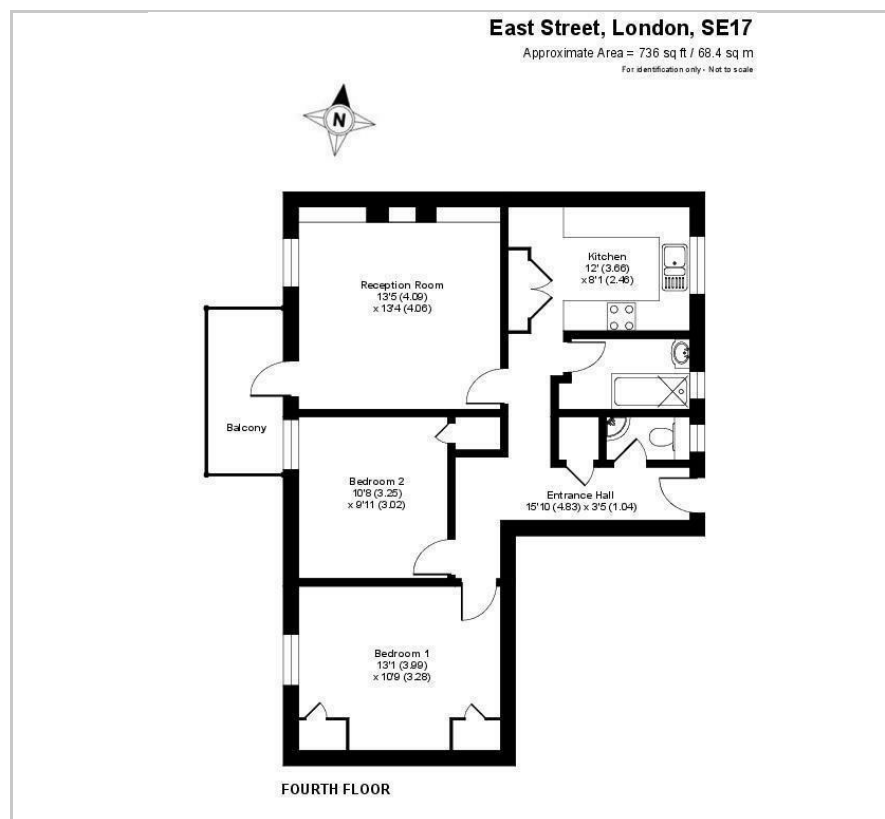 East Street, London, SE17
Approximate Area = 736 sq ft / 68.4 sq m
For identification only - Not to scale
N
Kitchen
12' (3.66)
x 8'1 (2.46)
Reception Room
13'5 (4.09)
x 13'4 (4.06)
Balcony
Bedroom 2
10'8 (3.25)
x 9'11 (3.02)
Entrance Hall
15'10 (4.83) x 3'5 (1.04)
Bedroom 1
13'1 (3.99)
x 10'9 (3.28)
FOURTH FLOOR